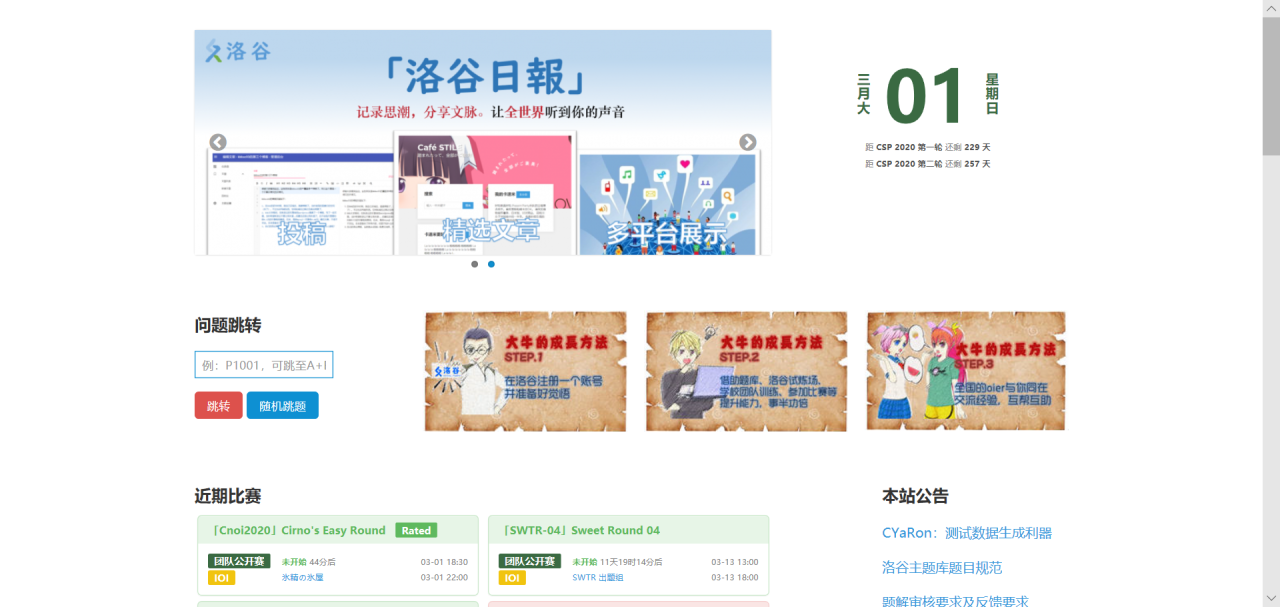 洛谷
「洛谷日報」
记录思潮，分享文脉。让全世界听到你的声音
Café STILL
搜索
投稿
精选文章
多平台展示
三月大
01
星期日
距 CSP 2020 第一轮 还剩 229 天
距 CSP 2020 第二轮 还剩 257 天
问题跳转
例：P1001，可跳至A+B
跳转
随机跳题
大牛的成長方法
STEP.1
洛谷
在洛谷注册一个账号
并准备好觉悟
大牛的成長方法
STEP.2
借助题库、洛谷试炼场、
学校团队训练、参加比赛等
提升能力，事半功倍
大牛的成長方法
STEP.3
全国的oier与你同在
交流经验，互帮互助
近期比赛
「Cnoi2020」Cirno's Easy Round Rated
团队公开赛 未开始 44分后 03-01 18:30
IOI 氷精の氷屋 03-01 22:00
「SWTR-04」Sweet Round 04
团队公开赛 未开始 11天19时14分后 03-13 13:00
IOI SWTR 出题组 03-13 18:00
本站公告
CYaRon：测试数据生成利器
洛谷主题库题目规范
题解审核要求及反馈要求